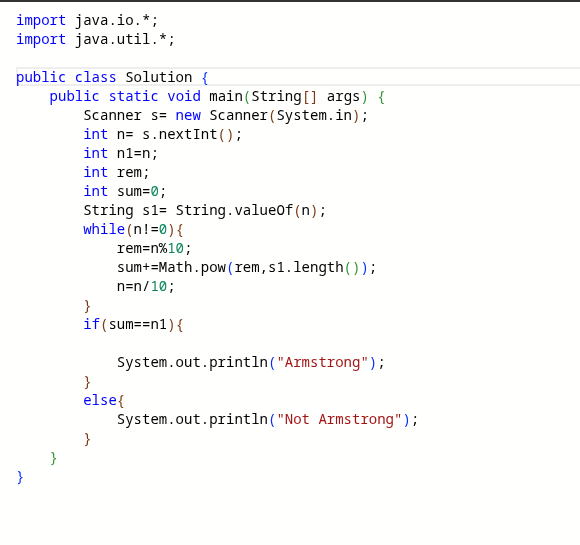 import java.io.*;
import java.util.*;

public class Solution {
    public static void main(String[] args) {
        Scanner s= new Scanner(System.in);
        int n= s.nextInt();
        int n1=n;
        int rem;
        int sum=0;
        String s1= String.valueOf(n);
        while(n!=0){
            rem=n%10;
            sum+=Math.pow(rem,s1.length());
            n=n/10;
        }
        if(sum==n1){

            System.out.println("Armstrong");
        }
        else{
            System.out.println("Not Armstrong");
        }
    }
}